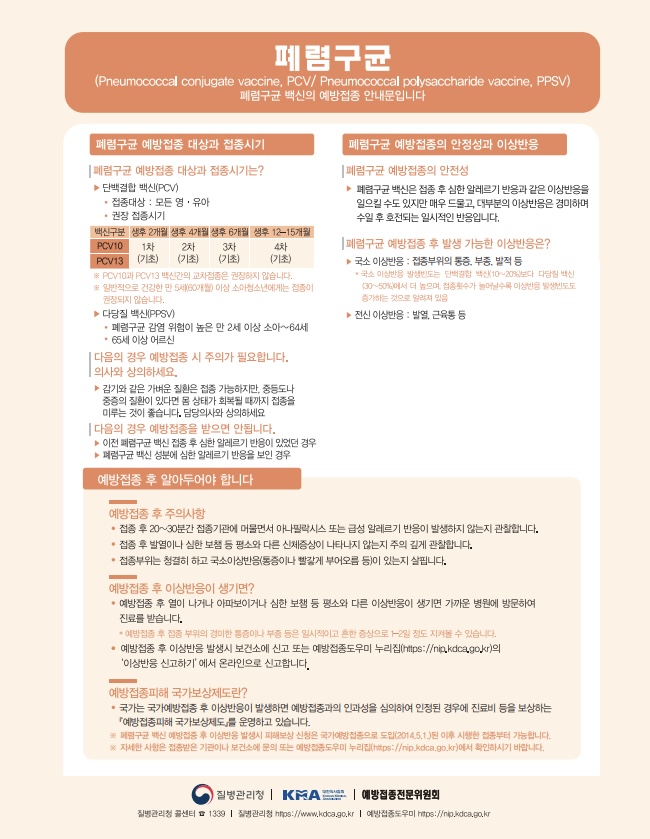 폐렴구균
(Pneumococcal conjugate vaccine, PCV/ Pneumococcal polysaccharide vaccine, PPSV)
폐렴구균 백신의 예방접종 안내문입니다
폐렴구균 예방접종 대상과 접종시기
폐렴구균 예방접종 대상과 접종시기는?
▶ 단백결합 백신(PCV)
• 접종대상 : 모든 영・유아
• 권장 접종시기
백신구분 생후 2개월 생후 4개월 생후 6개월 생후 12~15개월
PCV10 1차 2차 3차 4차
PCV13 (기초) (기초) (기초) (기초)
※ PCV10과 PCV13 백신간의 교차접종은 권장하지 않습니다.
※ 일반적으로 건강한 만 5세(60개월) 이상 소아청소년에게는 접종이
권장되지 않습니다.
▶ 다당질 백신(PPSV)
• 폐렴구균 감염 위험이 높은 만 2세 이상 소아~64세
• 65세 이상 어르신
다음의 경우 예방접종 시 주의가 필요합니다.
의사와 상의하세요.
▶ 감기와 같은 가벼운 질환은 접종 가능하지만, 중등도나
중증의 질환이 있다면 몸 상태가 회복될 때까지 접종을
미루는 것이 좋습니다. 담당의사와 상의하세요
다음의 경우 예방접종을 받으면 안됩니다.
▶ 이전 폐렴구균 백신 접종 후 심한 알레르기 반응이 있었던 경우
▶ 폐렴구균 백신 성분에 심한 알레르기 반응을 보인 경우
폐렴구균 예방접종의 안정성과 이상반응
폐렴구균 예방접종의 안전성
▶ 폐렴구균 백신은 접종 후 심한 알레르기 반응과 같은 이상반응을
일으킬 수도 있지만 매우 드물고, 대부분의 이상반응은 경미하며
수일 후 호전되는 일시적인 반응입니다.
폐렴구균 예방접종 후 발생 가능한 이상반응은?
▶ 국소 이상반응 : 접종부위의 통증, 부종, 발적 등
* 국소 이상반응 발생빈도는 단백결합 백신(10~20%)보다 다당질 백신
(30~50%)에서 더 높으며, 접종횟수가 늘어날수록 이상반응 발생빈도도
증가하는 것으로 알려져 있음
▶ 전신 이상반응 : 발열, 근육통 등
예방접종 후 알아두어야 합니다
예방접종 후 주의사항
• 접종 후 20~30분간 접종기관에 머물면서 아나필락시스 또는 급성 알레르기 반응이 발생하지 않는지 관찰합니다.
• 접종 후 발열이나 심한 보챔 등 평소와 다른 신체증상이 나타나지 않는지 주의 깊게 관찰합니다.
• 접종부위는 청결히 하고 국소이상반응(통증이나 빨갛게 부어오름 등)이 있는지 살핍니다.
예방접종 후 이상반응이 생기면?
• 예방접종 후 열이 나거나 아파보이거나 심한 보챔 등 평소와 다른 이상반응이 생기면 가까운 병원에 방문하여
진료를 받습니다.
* 예방접종 후 접종 부위의 경미한 통증이나 부종 등은 일시적이고 흔한 증상으로 1-2일 정도 지켜볼 수 있습니다.
• 예방접종 후 이상반응 발생시 보건소에 신고 또는 예방접종도우미 누리집(https://nip.kdca.go.kr)의
‘이상반응 신고하기’에서 온라인으로 신고합니다.
예방접종피해 국가보상제도란?
• 국가는 국가예방접종 후 이상반응이 발생하면 예방접종과의 인과성을 심의하여 인정된 경우에 진료비 등을 보상하는
『예방접종피해 국가보상제도』를 운영하고 있습니다.
※ 폐렴구균 백신 예방접종 후 이상반응 발생시 피해보상 신청은 국가예방접종으로 도입(2014.5.1.)된 이후 시행한 접종부터 가능합니다.
※ 자세한 사항은 접종받은 기관이나 보건소에 문의 또는 예방접종도우미 누리집(https://nip.kdca.go.kr)에서 확인하시기 바랍니다.
질병관리청 | KMA 대한의사협회 | 예방접종전문위원회
질병관리청 콜센터 ☎ 1339 | 질병관리청 https://www.kdca.go.kr | 예방접종도우미 https://nip.kdca.go.kr